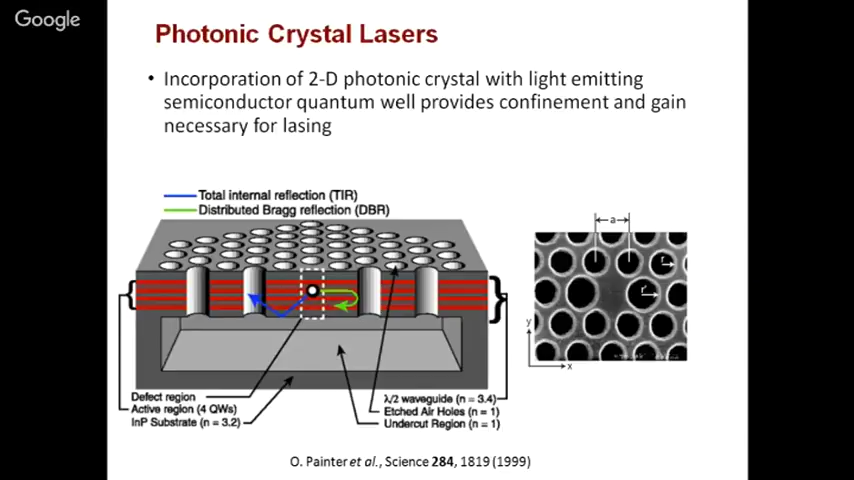 Google
Photonic Crystal Lasers
• Incorporation of 2-D photonic crystal with light emitting
semiconductor quantum well provides confinement and gain
necessary for lasing
Total internal reflection (TIR)
Distributed Bragg reflection (DBR)
a
r
r'
y
x
Defect region
Active region (4 QWs)
InP Substrate (n = 3.2)
λ/2 waveguide (n = 3.4)
Etched Air Holes (n = 1)
Undercut Region (n = 1)
O. Painter et al., Science 284, 1819 (1999)